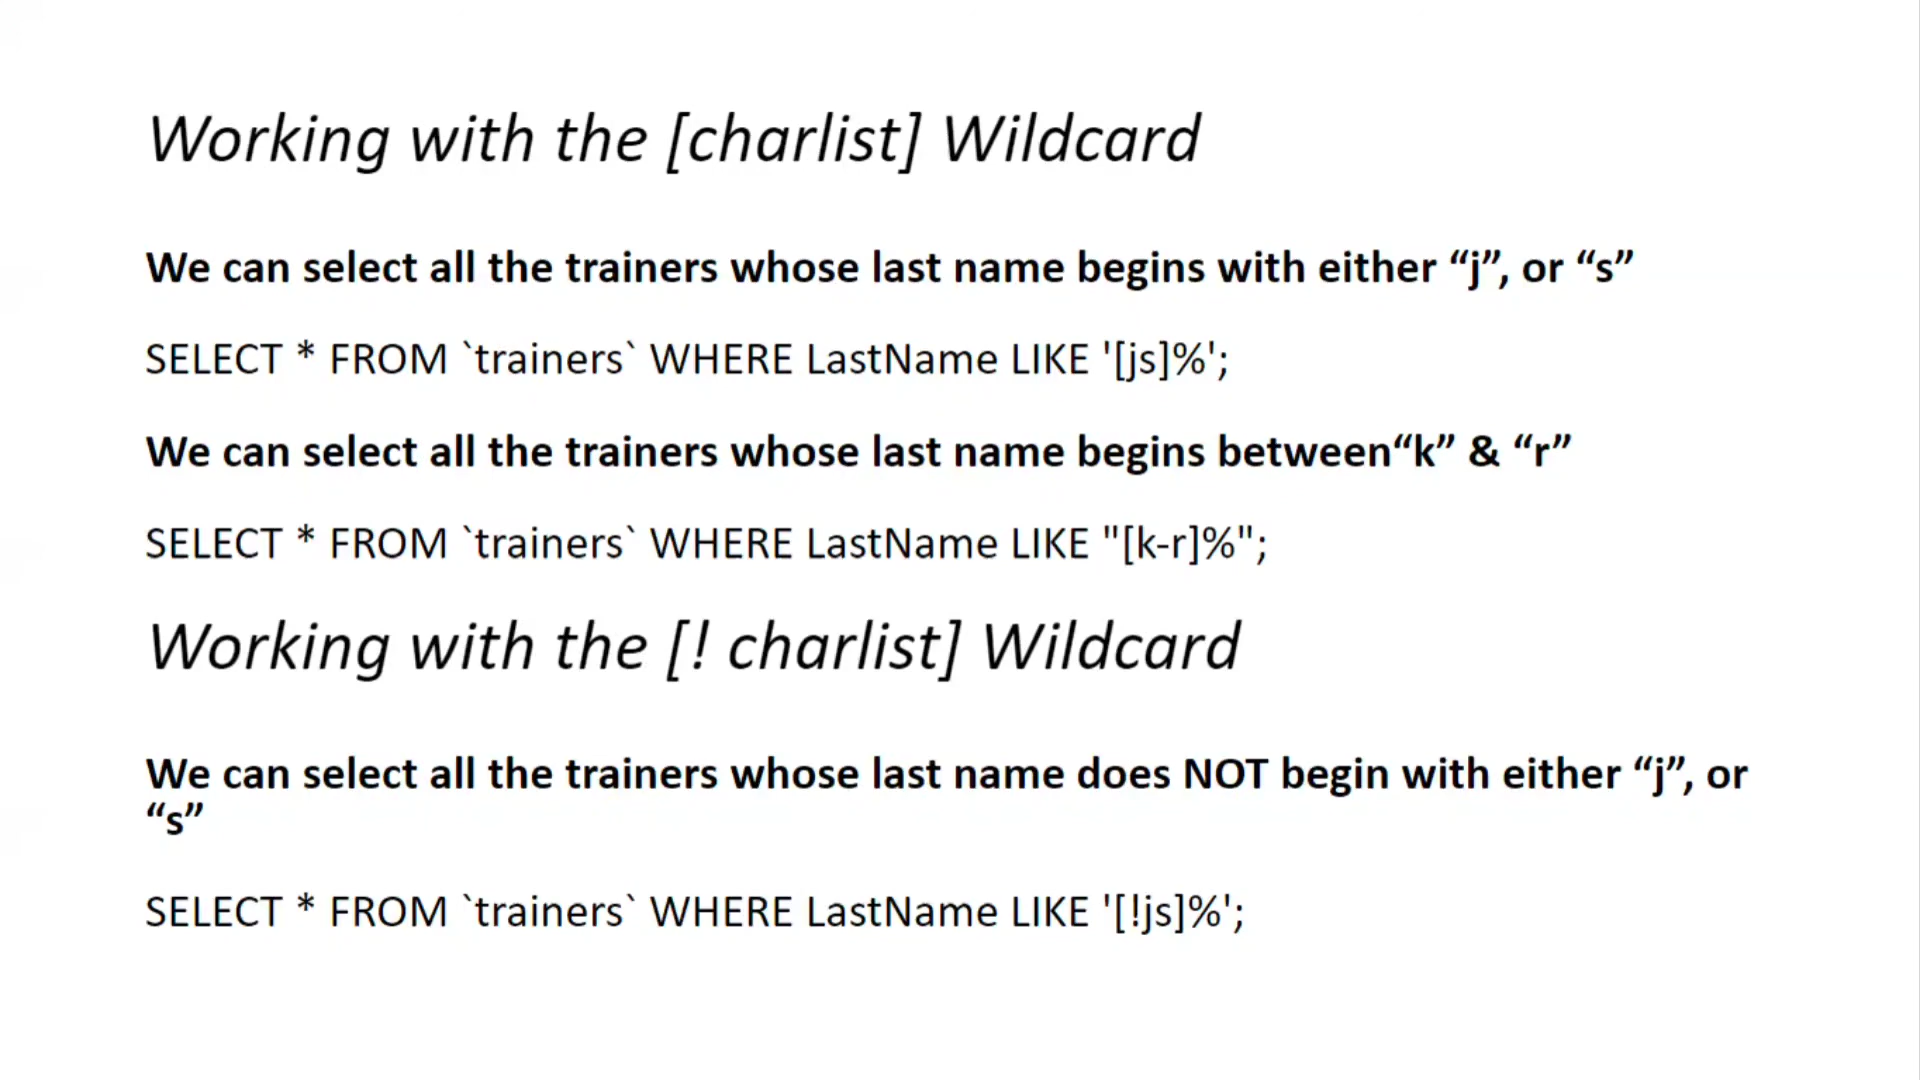 Working with the [charlist] Wildcard
We can select all the trainers whose last name begins with either “j”, or “s”
SELECT * FROM `trainers` WHERE LastName LIKE '[js]%';
We can select all the trainers whose last name begins between“k” & “r”
SELECT * FROM `trainers` WHERE LastName LIKE "[k-r]%";
Working with the [! charlist] Wildcard
We can select all the trainers whose last name does NOT begin with either “j”, or
“s”
SELECT * FROM `trainers` WHERE LastName LIKE '[!js]%';